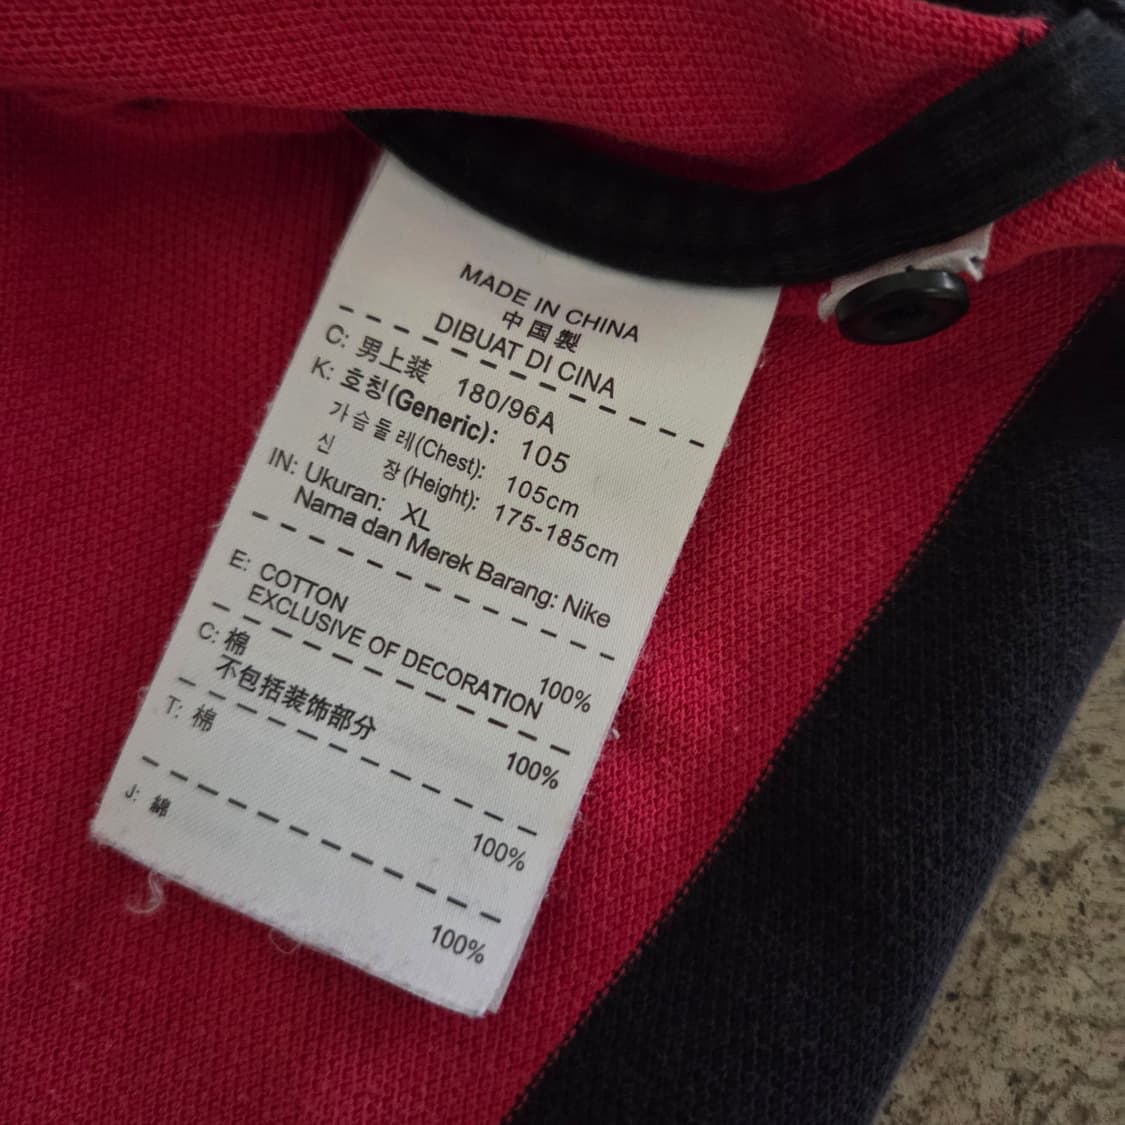 MADE IN CHINA
中国製
DIBUAT DI CINA
C: 男上装 180/96A
K: 호칭(Generic): 105
가슴둘레(Chest): 105cm
신 장(Height): 175-185cm
IN: Ukuran: XL
Nama dan Merek Barang: Nike
E: COTTON 100%
EXCLUSIVE OF DECORATION
C: 棉 100%
不包括装饰部分
T: 棉 100%
J: 綿 100%